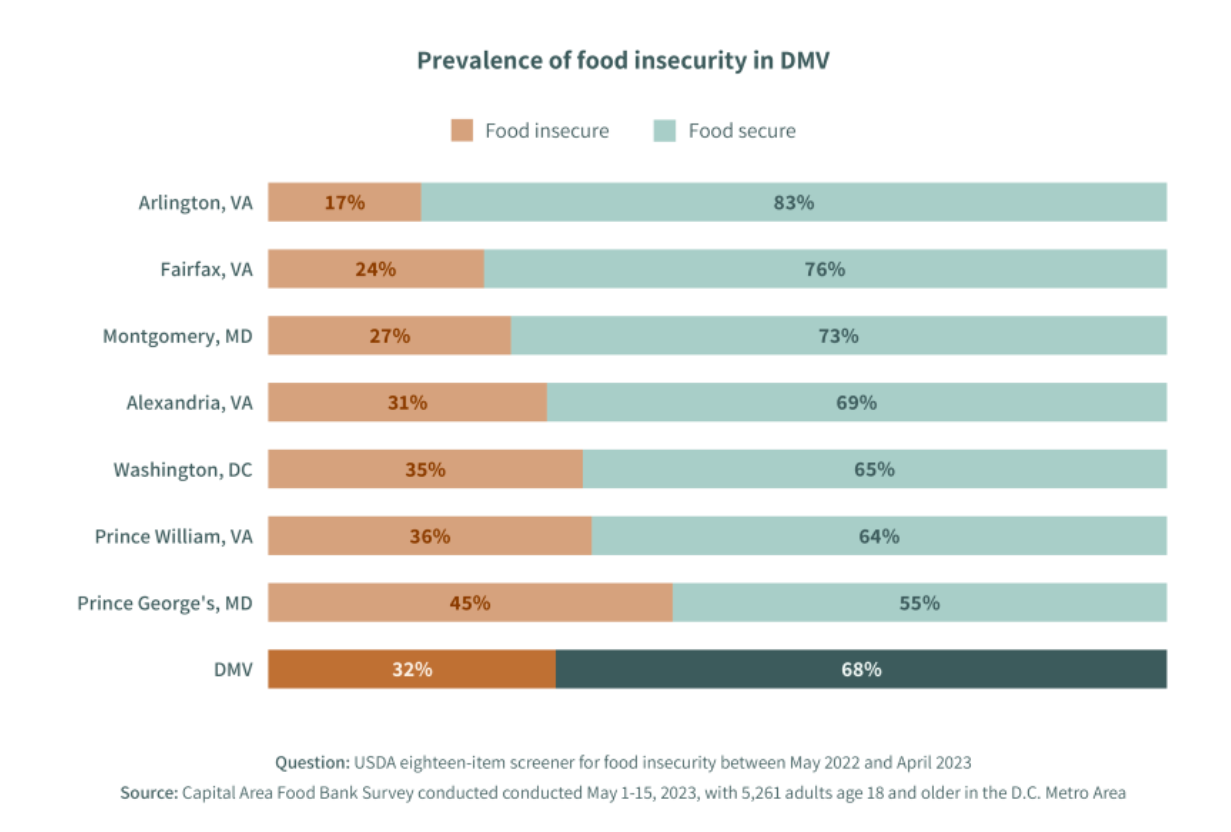 Prevalence of food insecurity in DMV
Food insecure Food secure
Arlington, VA 17% 83%
Fairfax, VA 24% 76%
Montgomery, MD 27% 73%
Alexandria, VA 31% 69%
Washington, DC 35% 65%
Prince William, VA 36% 64%
Prince George's, MD 45% 55%
DMV 32% 68%
Question: USDA eighteen-item screener for food insecurity between May 2022 and April 2023
Source: Capital Area Food Bank Survey conducted conducted May 1-15, 2023, with 5,261 adults age 18 and older in the D.C. Metro Area